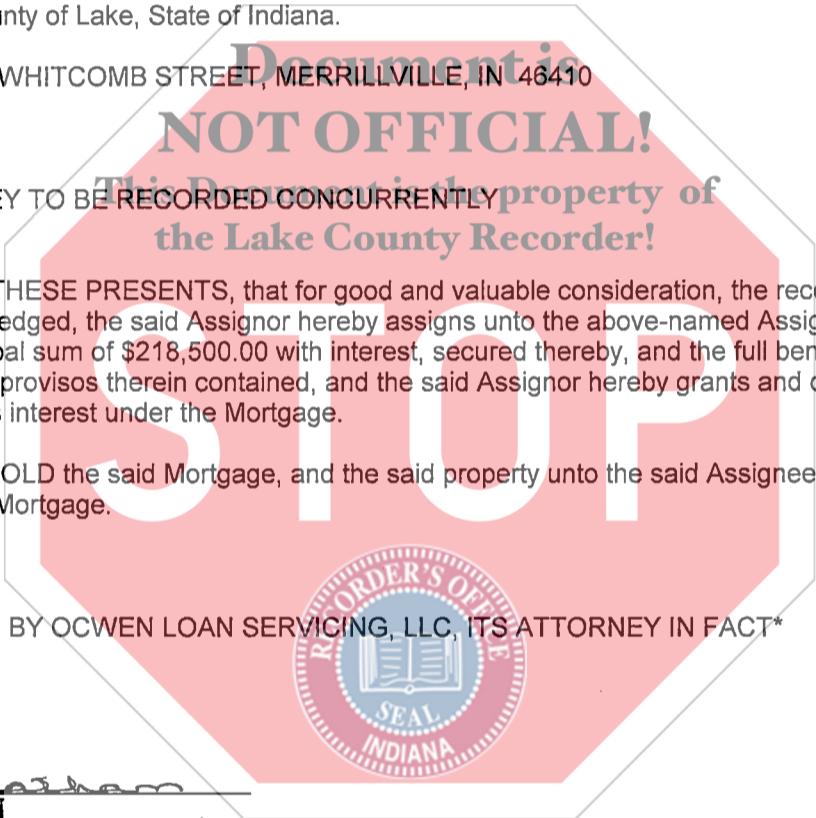 nty of Lake, State of Indiana.
Document is
WHITCOMB STREET, MERRILLVILLE, IN 46410
NOT OFFICIAL!
This Document is the property of
EY TO BE RECORDED CONCURRENTLY
the Lake County Recorder!
THESE PRESENTS, that for good and valuable consideration, the rec
edged, the said Assignor hereby assigns unto the above-named Assig
al sum of $218,500.00 with interest, secured thereby, and the full ben
provisos therein contained, and the said Assignor hereby grants and
interest under the Mortgage.
STOP
OLD the said Mortgage, and the said property unto the said Assignee
Mortgage.
RECORDER'S OFFICE
BY OCWEN LOAN SERVICING, LLC, ITS ATTORNEY IN FACT*
SEAL
INDIANA